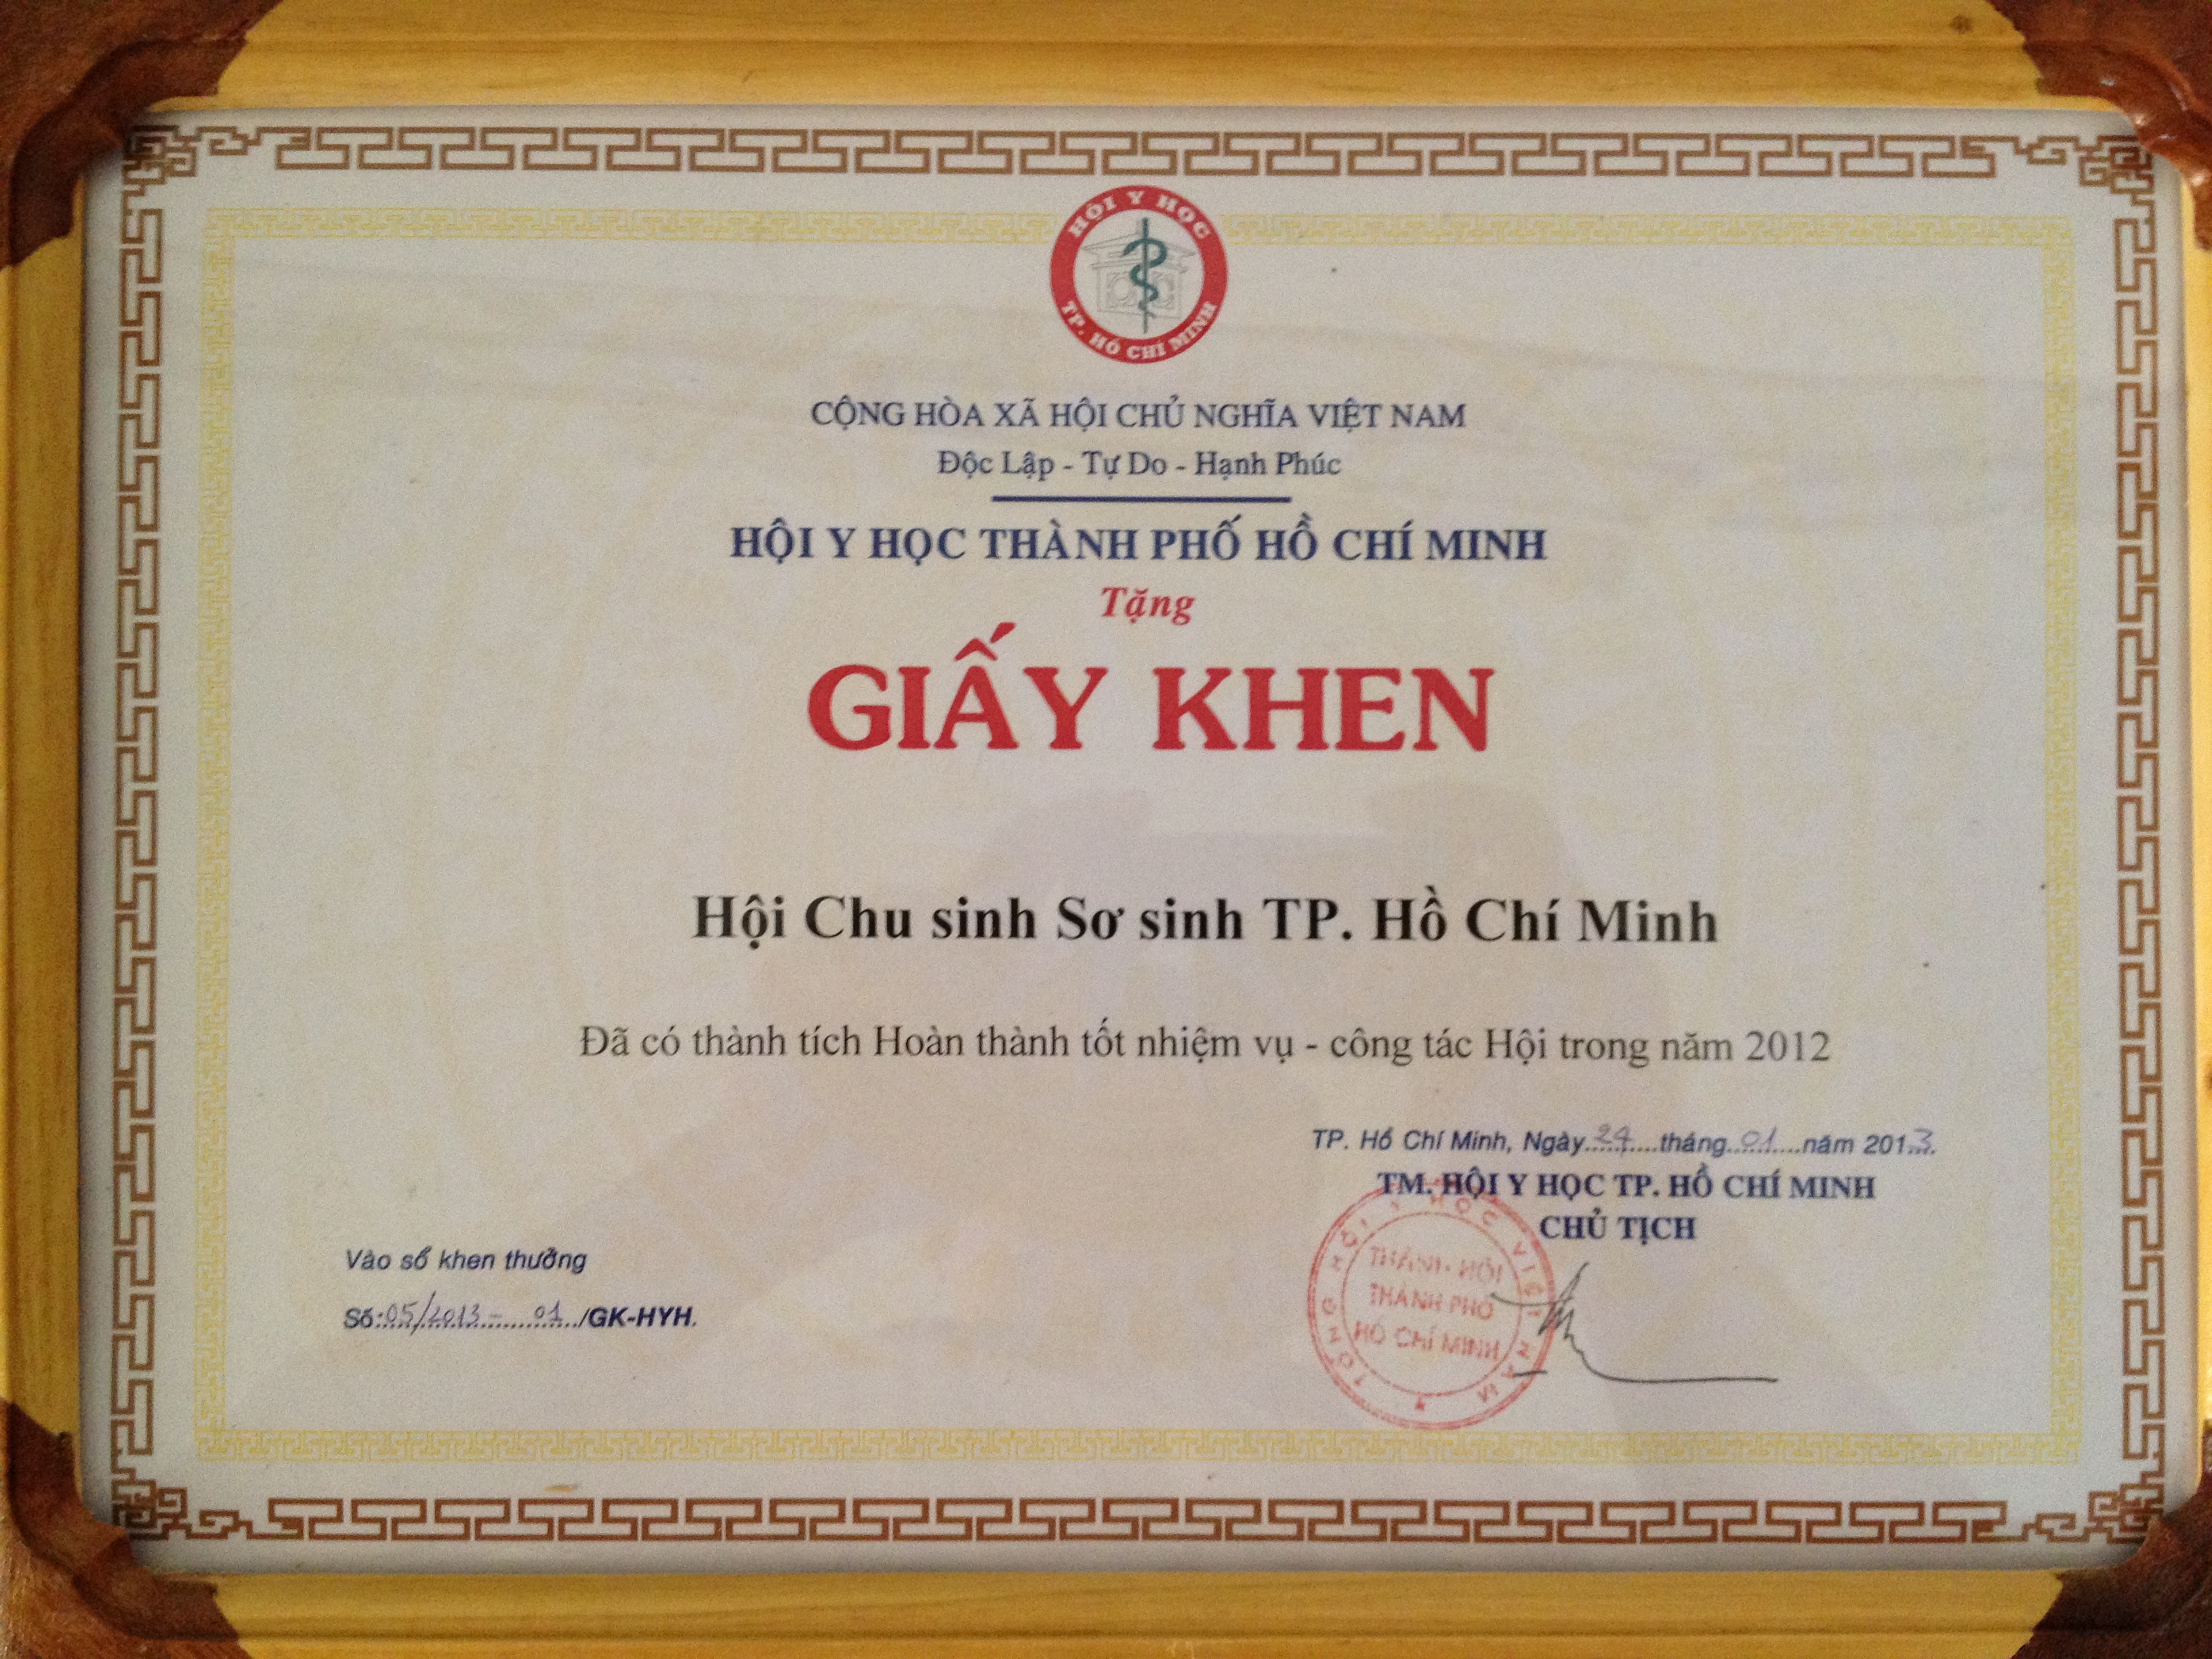 HỘI Y HỌC
TP. HỒ CHÍ MINH
CỘNG HÒA XÃ HỘI CHỦ NGHĨA VIỆT NAM
Độc Lập - Tự Do - Hạnh Phúc
HỘI Y HỌC THÀNH PHỐ HỒ CHÍ MINH
Tặng
GIẤY KHEN
Hội Chu sinh Sơ sinh TP. Hồ Chí Minh
Đã có thành tích Hoàn thành tốt nhiệm vụ - công tác Hội trong năm 2012
TP. Hồ Chí Minh, Ngày 24 tháng 01 năm 2013
TM. HỘI Y HỌC TP. HỒ CHÍ MINH
CHỦ TỊCH
Vào sổ khen thưởng
Số: 05/2013 - 01 /GK-HYH.
TỔNG HỘI Y HỌC VIỆT NAM
THÀNH HỘI
THÀNH PHỐ
HỒ CHÍ MINH